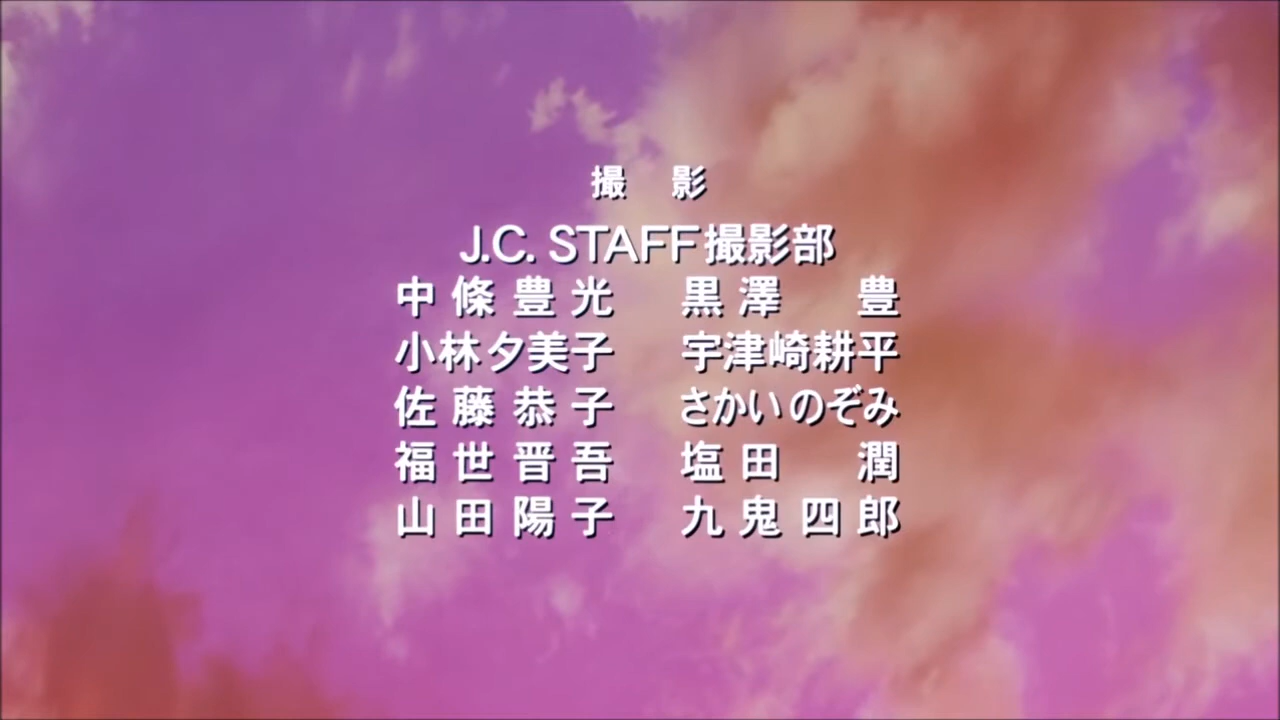 撮 影
J.C. STAFF撮影部
中條豊光 黒澤 豊
小林夕美子 宇津崎耕平
佐藤恭子 さかいのぞみ
福世晋吾 塩田 潤
山田陽子 九鬼四郎